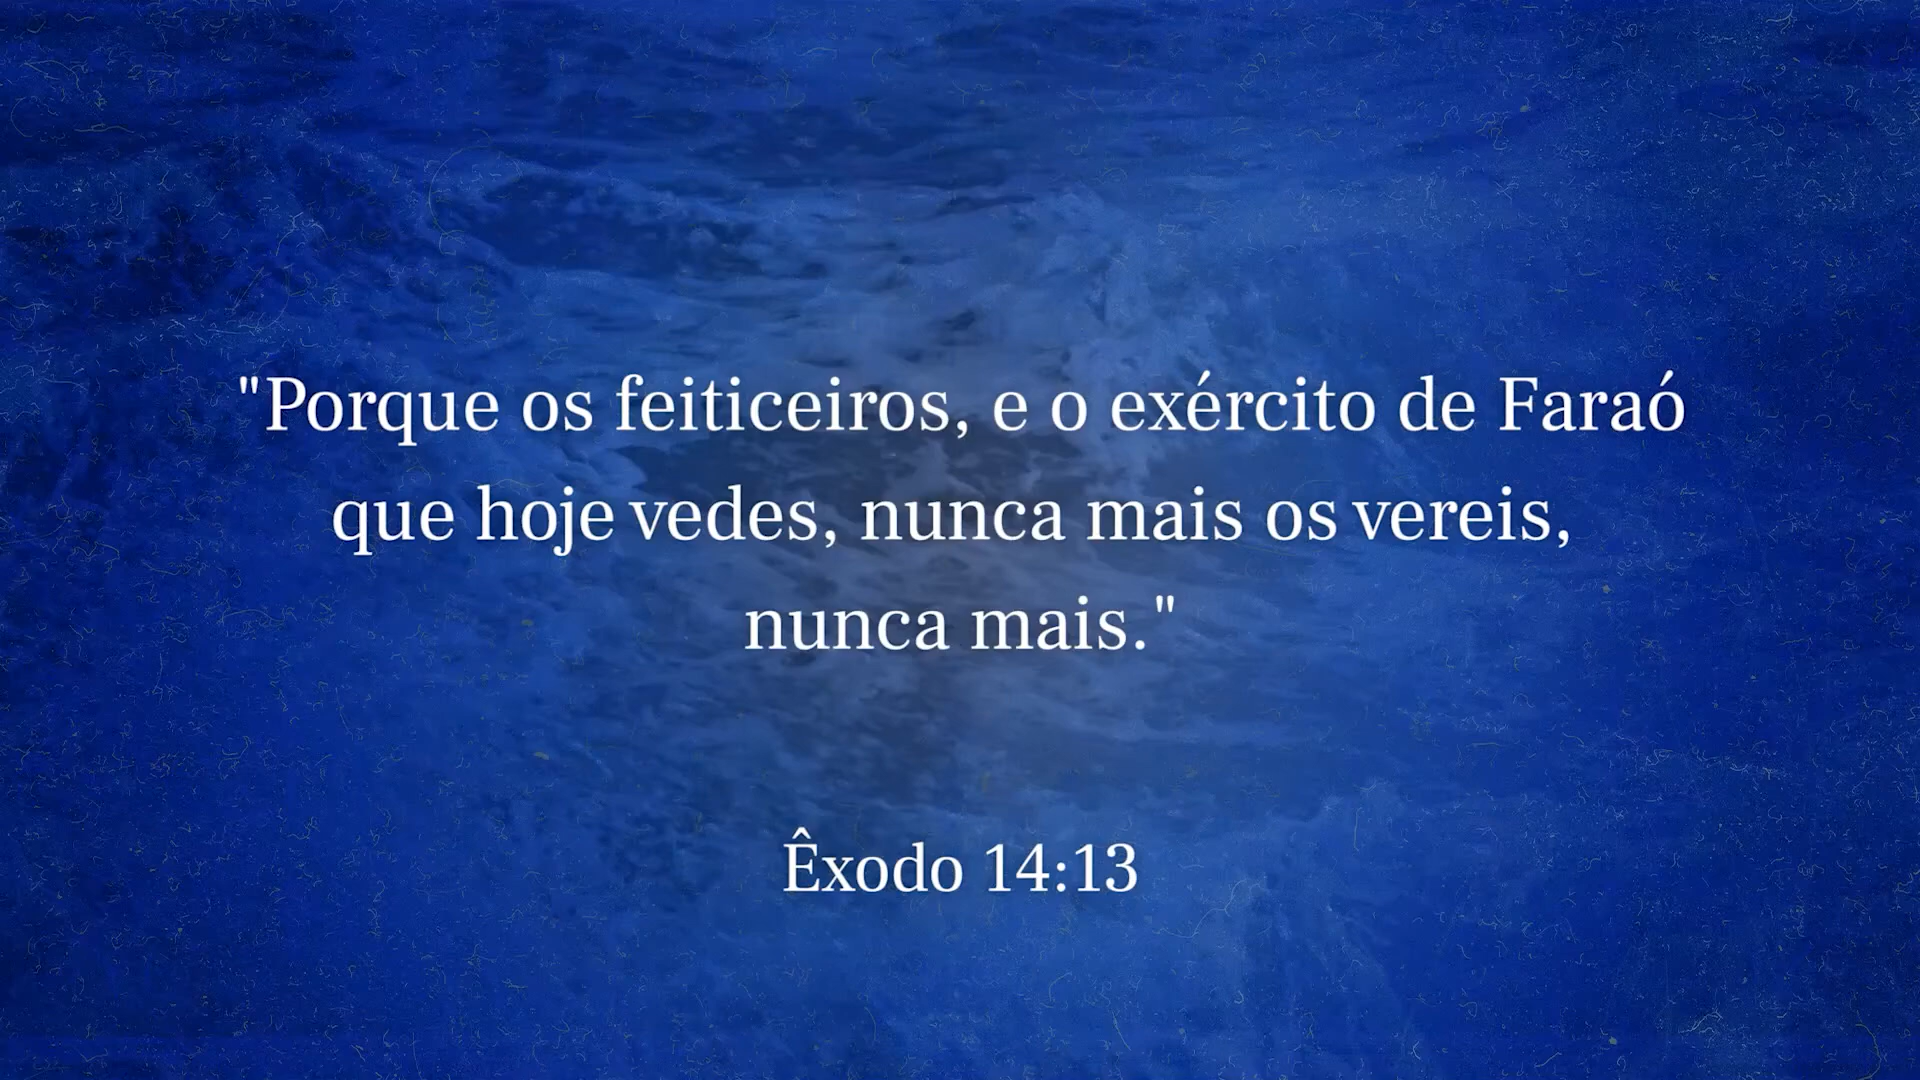 "Porque os feiticeiros, e o exército de Faraó
que hoje vedes, nunca mais os vereis,
nunca mais."
Êxodo 14:13